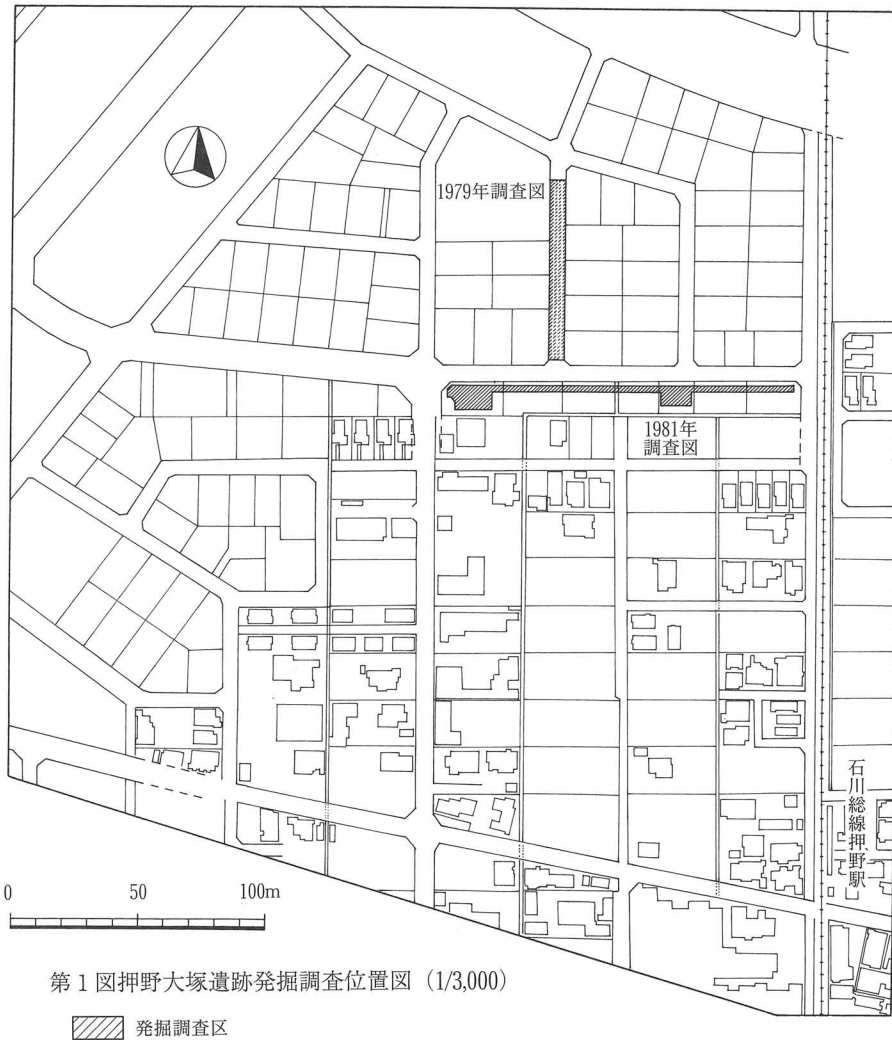 1979年調査図
1981年
調査図
石川総線押野駅
0 50 100m
第1図押野大塚遺跡発掘調査位置図 (1/3,000)
発掘調査区